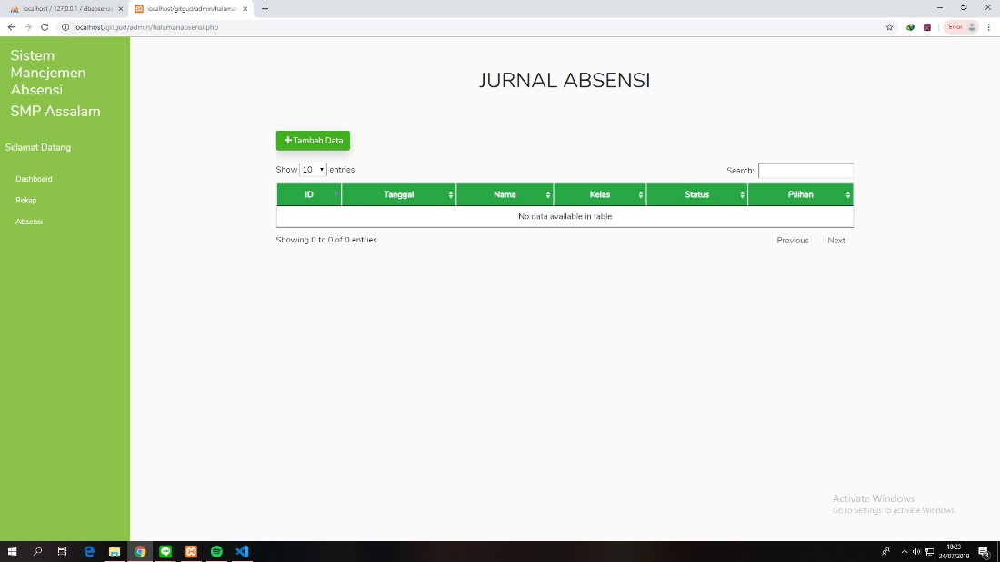 localhost / 127.0.0.1 / dbabsensi
localhost/gitgud/admin/halaman
localhost/gitgud/admin/halamanabsensi.php
Error
Sistem
Manejemen
Absensi
SMP Assalam
Selamat Datang
Dashboard
Rekap
Absensi
JURNAL ABSENSI
Tambah Data
Show 10 entries
Search:
ID Tanggal Nama Kelas Status Pilihan
No data available in table
Showing 0 to 0 of 0 entries
Previous Next
Activate Windows
Go to Settings to activate Windows.
18:23
24/07/2019
3